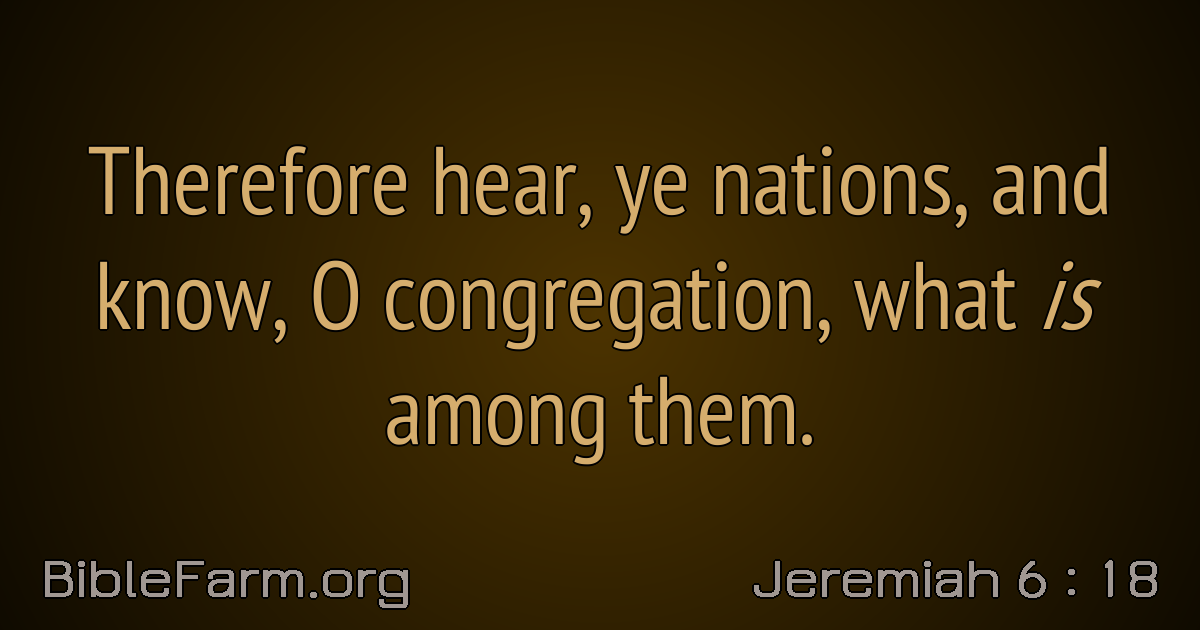 Therefore hear, ye nations, and
know, O congregation, what is
among them.
BibleFarm.org
Jeremiah 6 : 18